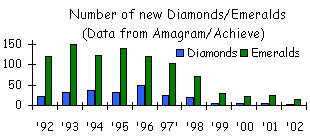 Number of new Diamonds/Emeralds
(Data from Amagram/Achieve)
150
100
50
0
Diamonds Emeralds
'92 '93 '94 '95 '96 97' '98 '99 '00 '01 '02